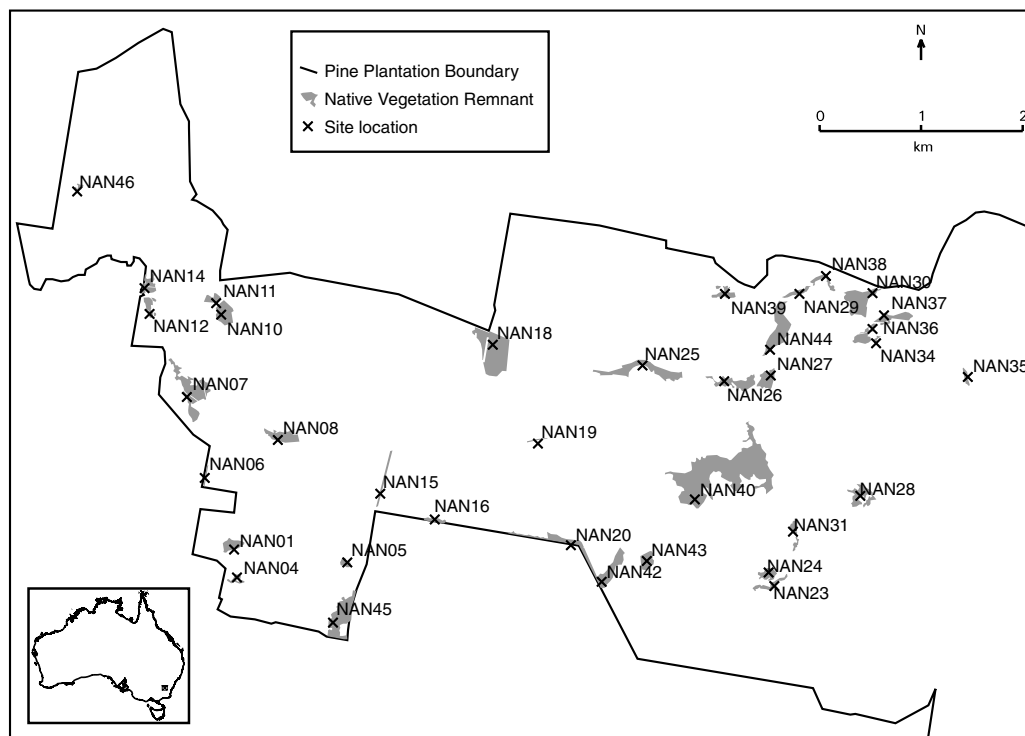 N
Pine Plantation Boundary
Native Vegetation Remnant
Site location
0 1 2
km
NAN46
NAN38
NAN14
NAN30
NAN11
NAN39
NAN29
NAN37
NAN12
NAN10
NAN36
NAN18
NAN44
NAN34
NAN25
NAN27
NAN35
NAN07
NAN26
NAN08
NAN19
NAN06
NAN15
NAN40
NAN28
NAN16
NAN31
NAN01
NAN20
NAN05
NAN43
NAN04
NAN42
NAN24
NAN23
NAN45